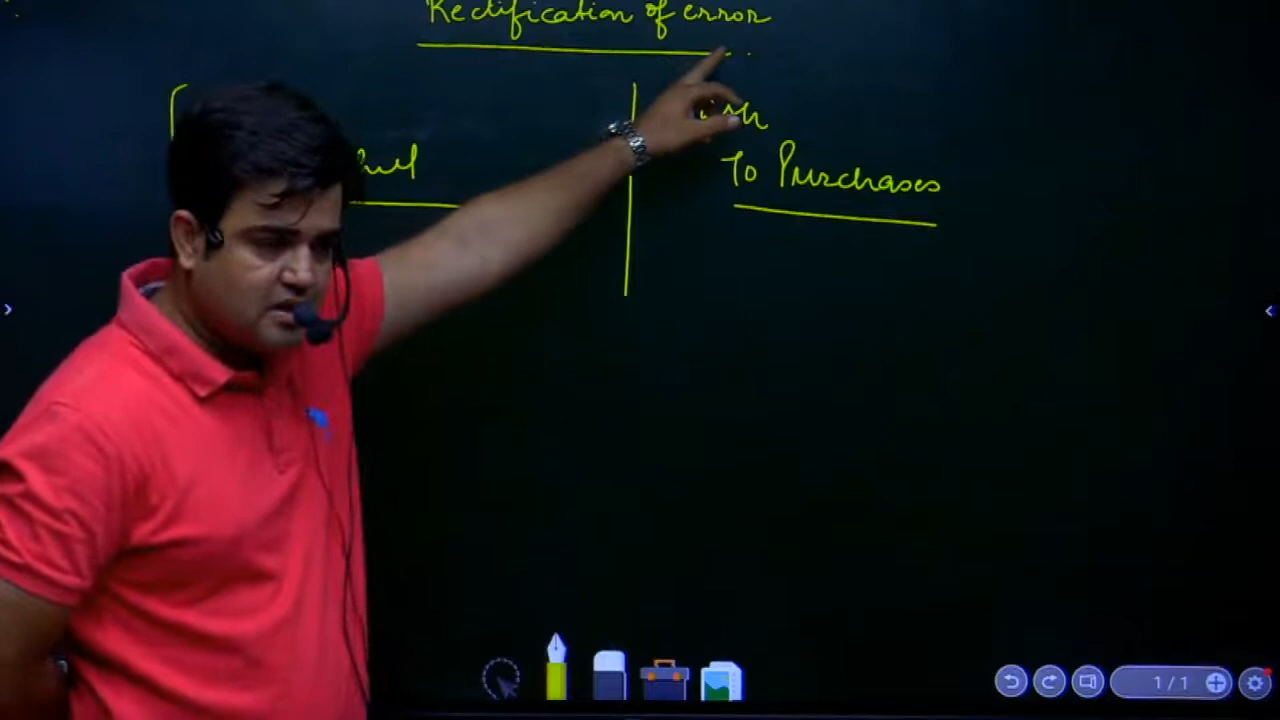 Rectification of error
To Purchases
1/1